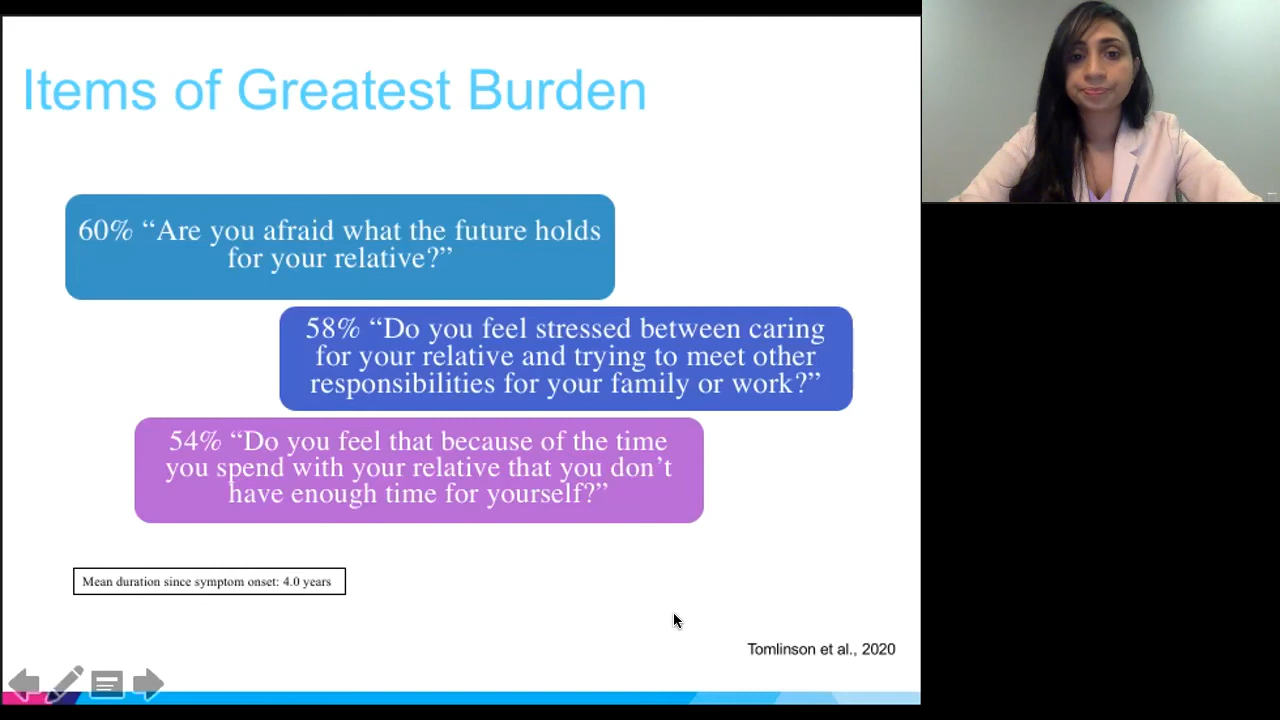 Items of Greatest Burden
60% “Are you afraid what the future holds
for your relative?”
58% “Do you feel stressed between caring
for your relative and trying to meet other
responsibilities for your family or work?”
54% “Do you feel that because of the time
you spend with your relative that you don’t
have enough time for yourself?”
Mean duration since symptom onset: 4.0 years
Tomlinson et al., 2020